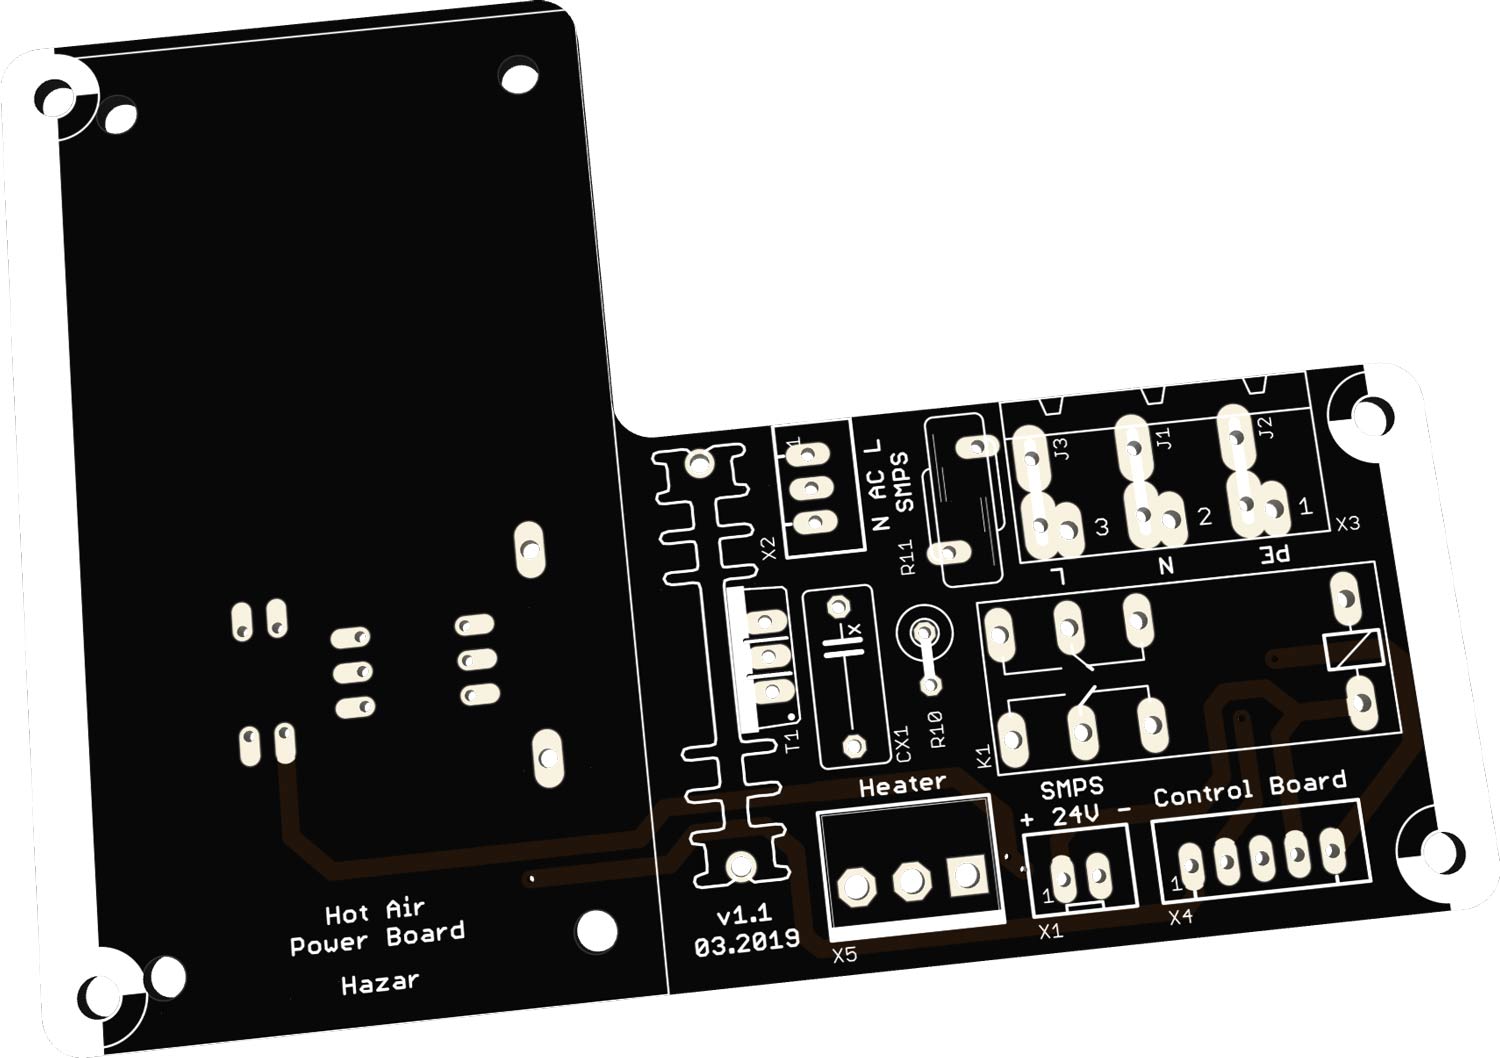 1
N AC L
SMPS
X2
R11
J3
J1
J2
3
2
1
X3
L
N
PE
x
T1
CX1
R10
K1
Heater
SMPS
+ 24V -
Control Board
1
1
X5
X1
X4
v1.1
03.2019
Hot Air
Power Board
Hazar